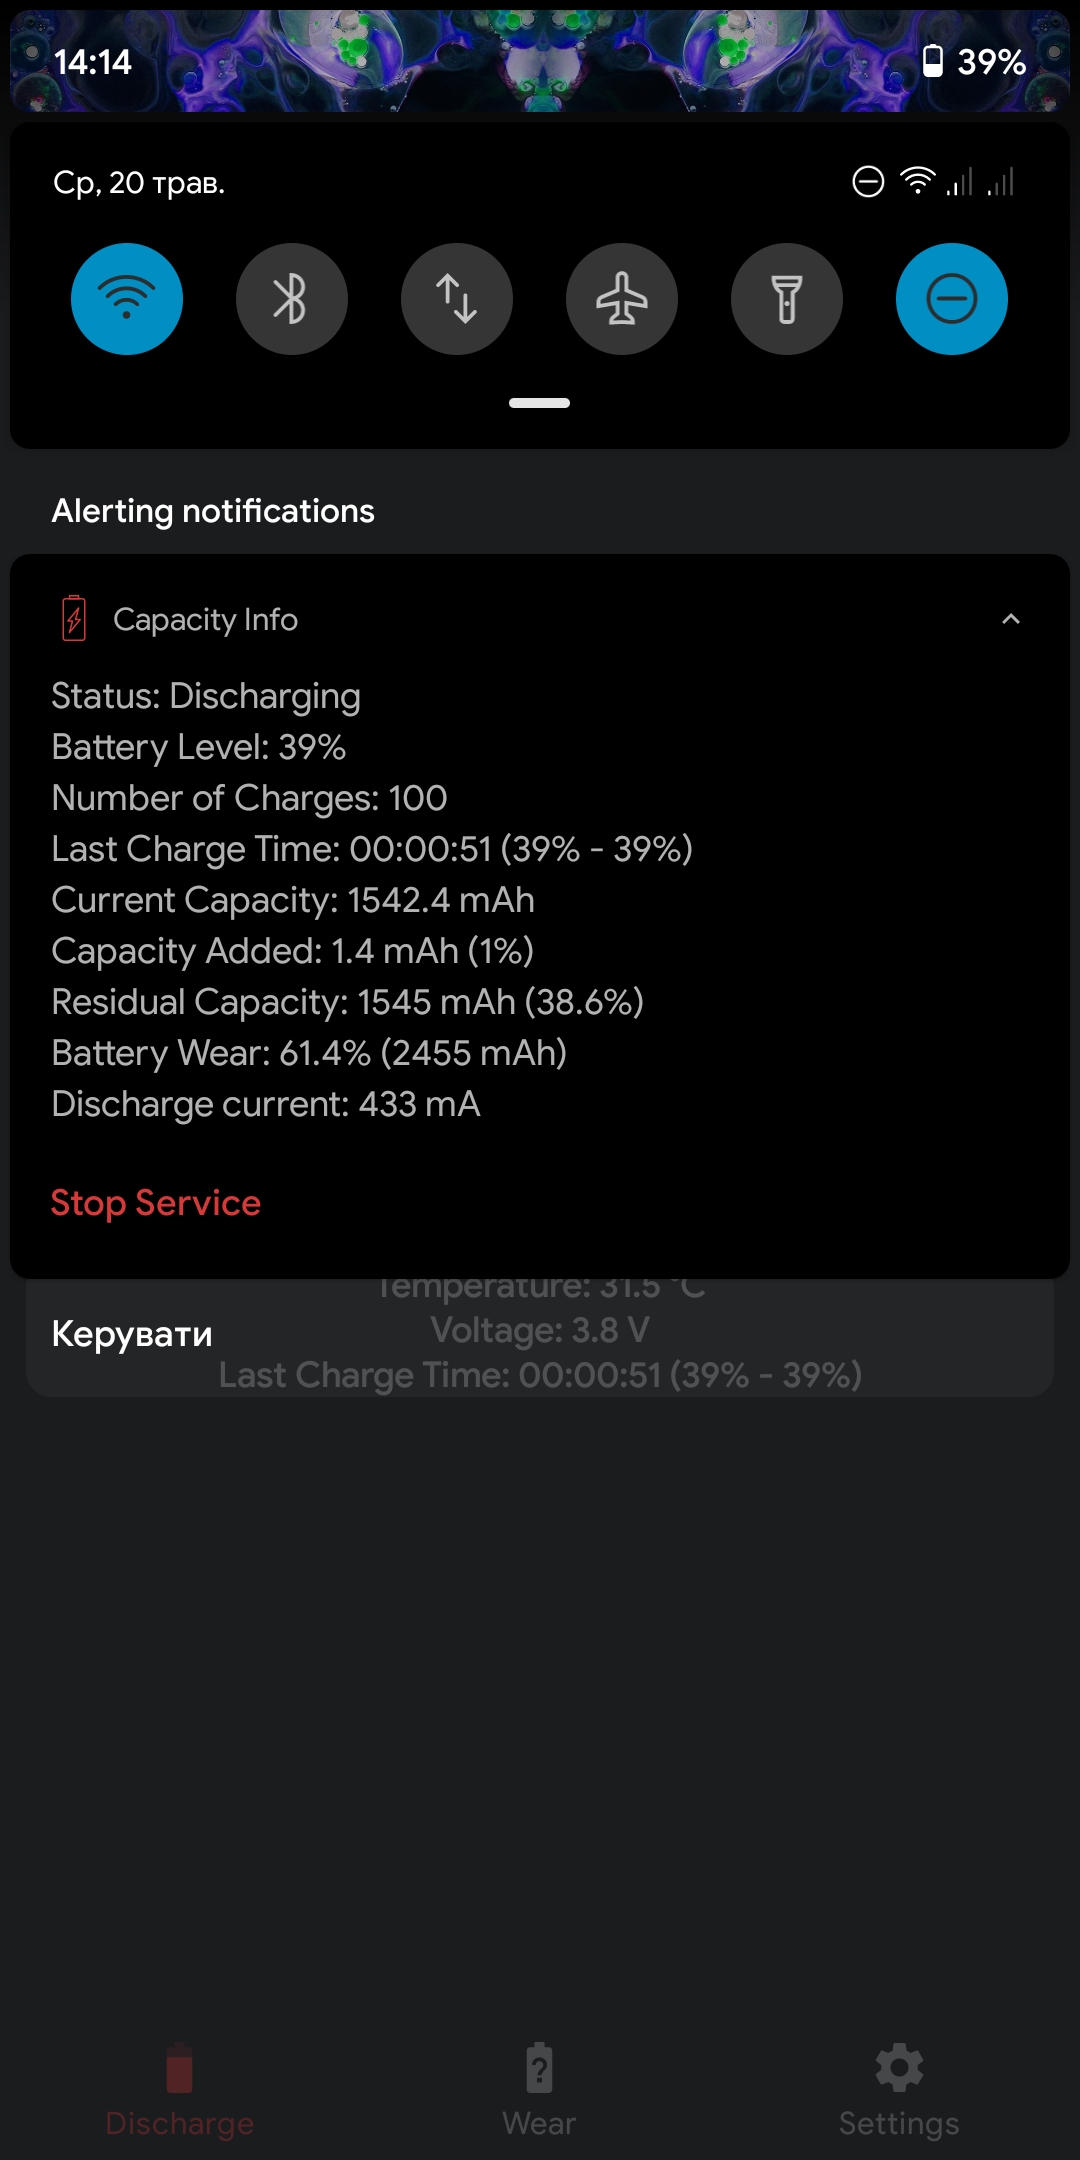 14:14
39%
Ср, 20 трав.
Alerting notifications
Capacity Info
Status: Discharging
Battery Level: 39%
Number of Charges: 100
Last Charge Time: 00:00:51 (39% - 39%)
Current Capacity: 1542.4 mAh
Capacity Added: 1.4 mAh (1%)
Residual Capacity: 1545 mAh (38.6%)
Battery Wear: 61.4% (2455 mAh)
Discharge current: 433 mA
Stop Service
Temperature: 31.5 °C
Керувати
Voltage: 3.8 V
Last Charge Time: 00:00:51 (39% - 39%)
Discharge
Wear
Settings